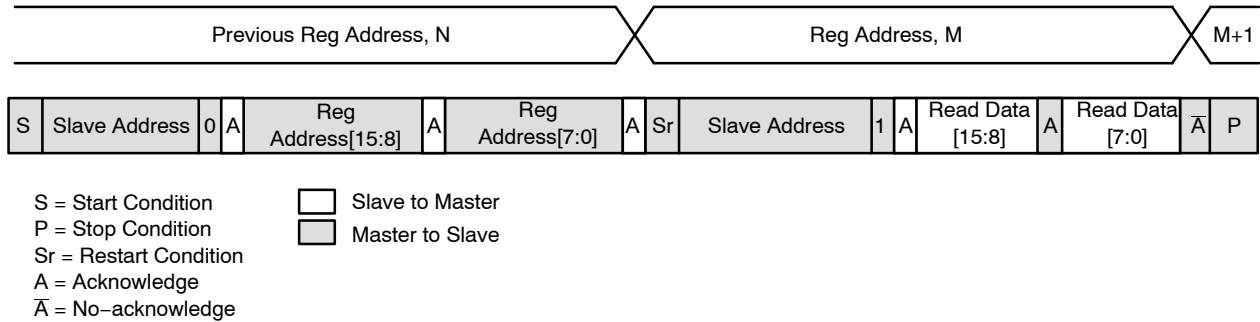 Previous Reg Address, N Reg Address, M M+1
S Slave Address 0 A Reg Address[15:8] A Reg Address[7:0] A Sr Slave Address 1 A Read Data [15:8] A Read Data [7:0] A̅ P
S = Start Condition
P = Stop Condition
Sr = Restart Condition
A = Acknowledge
A̅ = No−acknowledge
Slave to Master
Master to Slave